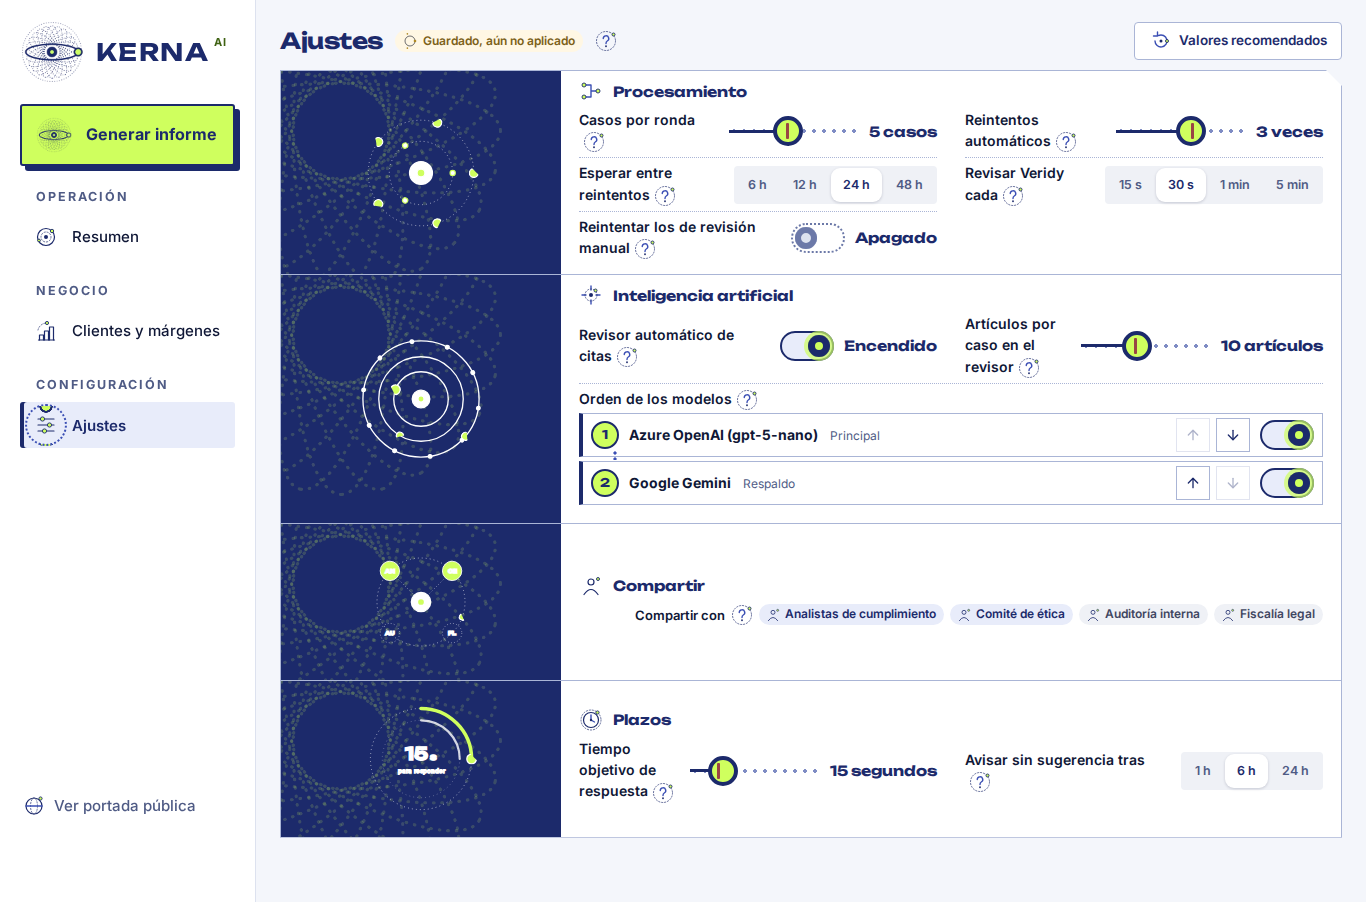 KERNA AI
Generar informe
OPERACIÓN
Resumen
NEGOCIO
Clientes y márgenes
CONFIGURACIÓN
Ajustes
Ver portada pública
Ajustes
Guardado, aún no aplicado
?
Valores recomendados
Procesamiento
Casos por ronda
?
5 casos
Reintentos
automáticos ?
3 veces
Esperar entre
reintentos ?
6 h 12 h 24 h 48 h
Revisar Veridy
cada ?
15 s 30 s 1 min 5 min
Reintentar los de revisión
manual ?
Apagado
Inteligencia artificial
Revisor automático de
citas ?
Encendido
Artículos por
caso en el
revisor ?
10 artículos
Orden de los modelos ?
1 Azure OpenAI (gpt-5-nano) Principal
2 Google Gemini Respaldo
AU
FL
Compartir
Compartir con ? Analistas de cumplimiento Comité de ética Auditoría interna Fiscalía legal
15s
para responder
Plazos
Tiempo
objetivo de
respuesta ?
15 segundos
Avisar sin sugerencia tras
?
1 h 6 h 24 h